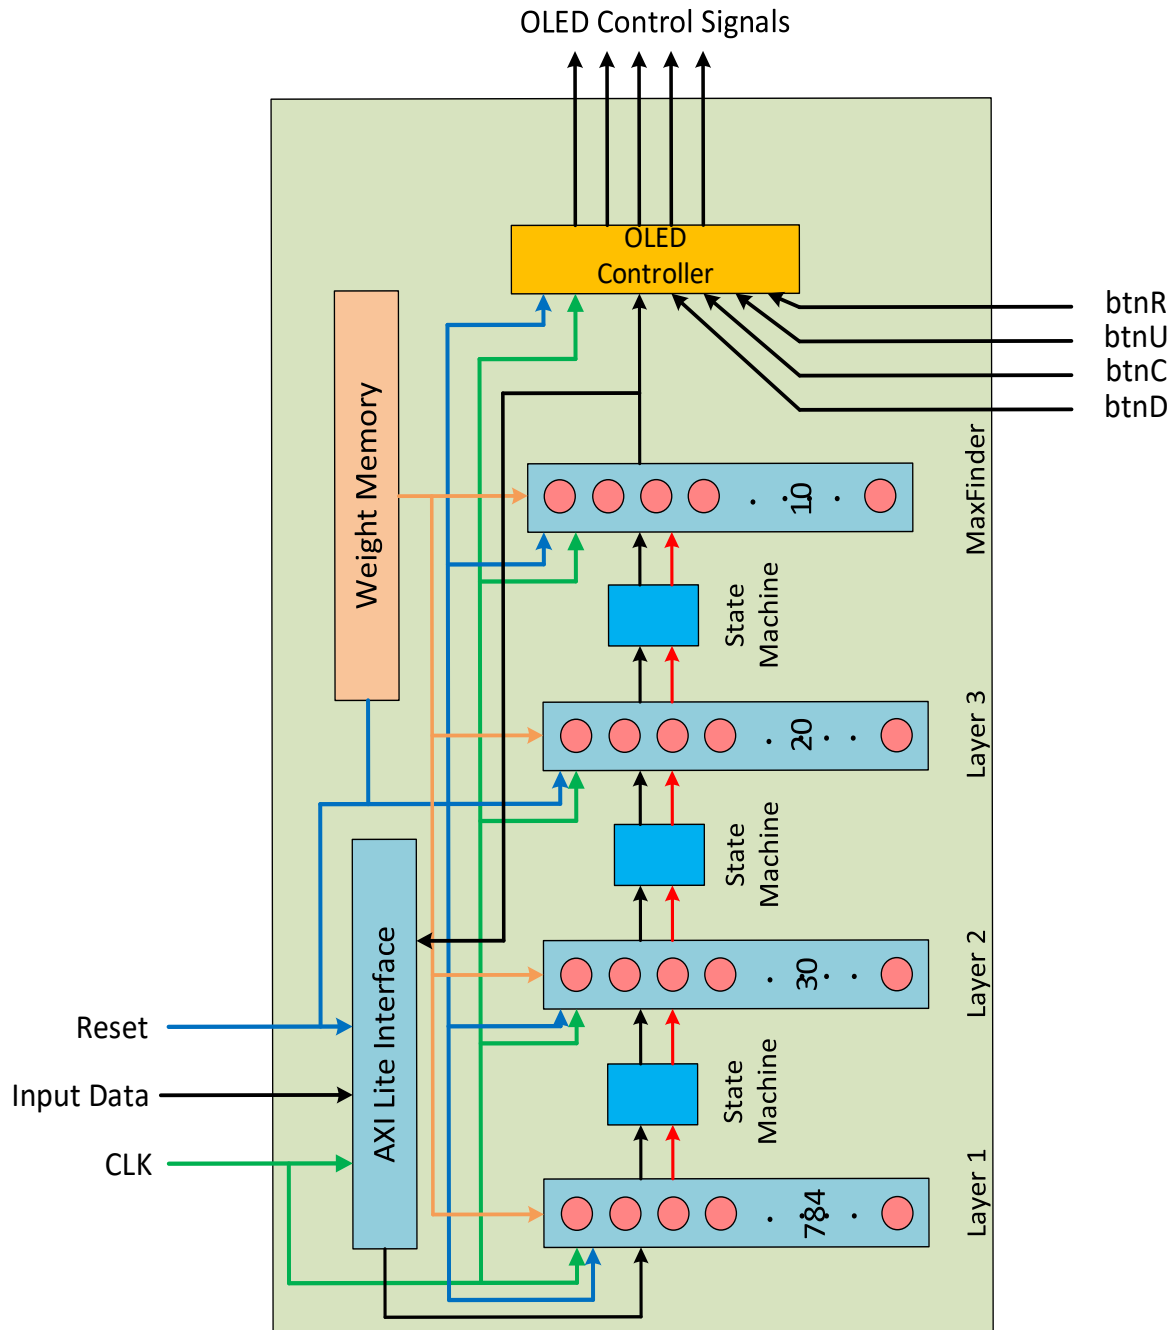 OLED Control Signals
OLED
Controller
btnR
btnU
btnC
btnD
Weight Memory
MaxFinder
10
State
Machine
Layer 3
20
State
Machine
Layer 2
30
State
Machine
Layer 1
784
AXI Lite Interface
Reset
Input Data
CLK